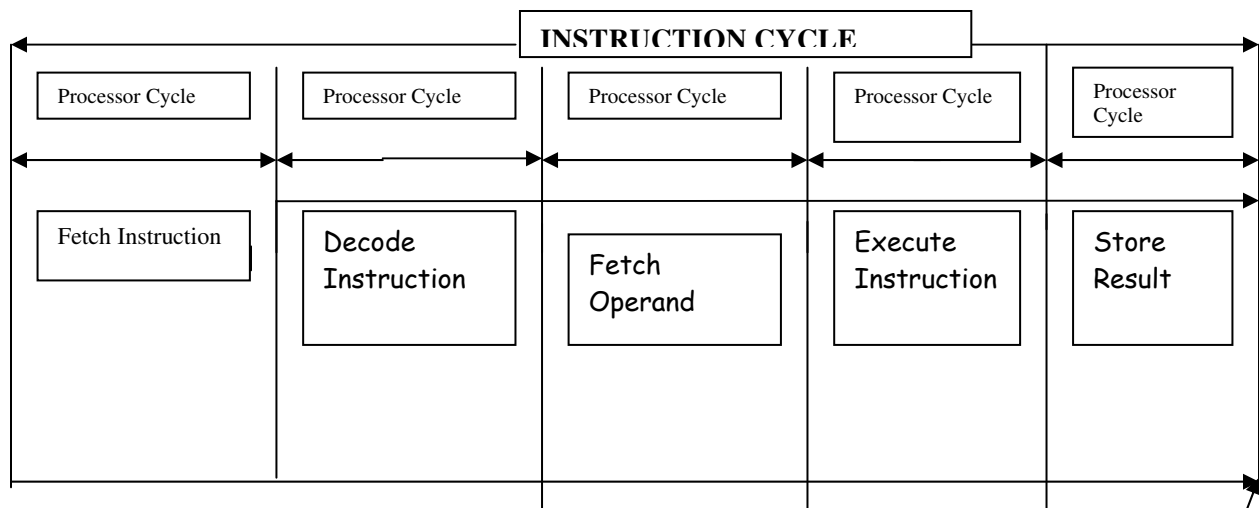 INSTRUCTION CYCLE
Processor Cycle
Processor Cycle
Processor Cycle
Processor Cycle
Processor
Cycle
Fetch Instruction
Decode
Instruction
Fetch
Operand
Execute
Instruction
Store
Result